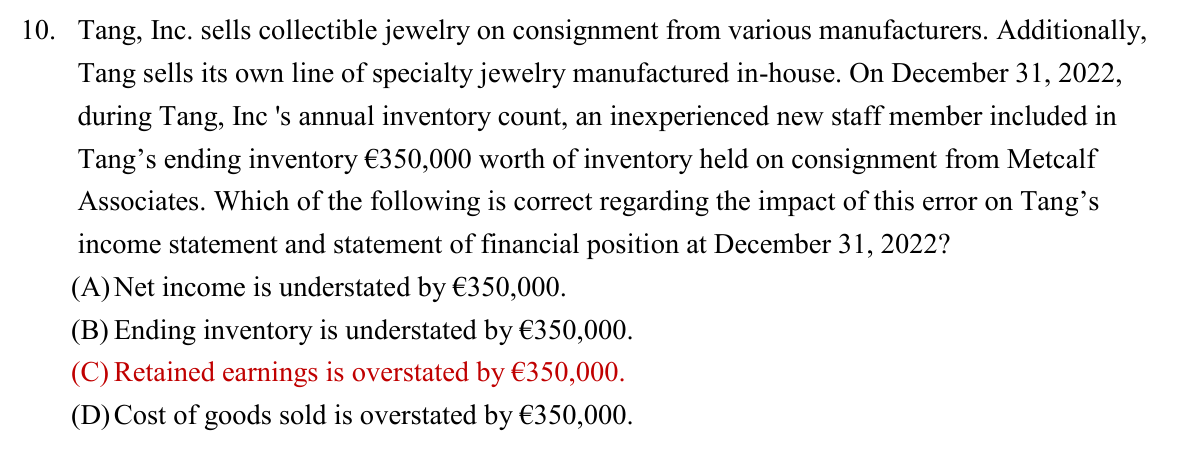 10. Tang, Inc. sells collectible jewelry on consignment from various manufacturers. Additionally,
Tang sells its own line of specialty jewelry manufactured in-house. On December 31, 2022,
during Tang, Inc 's annual inventory count, an inexperienced new staff member included in
Tang’s ending inventory €350,000 worth of inventory held on consignment from Metcalf
Associates. Which of the following is correct regarding the impact of this error on Tang’s
income statement and statement of financial position at December 31, 2022?
(A) Net income is understated by €350,000.
(B) Ending inventory is understated by €350,000.
(C) Retained earnings is overstated by €350,000.
(D) Cost of goods sold is overstated by €350,000.